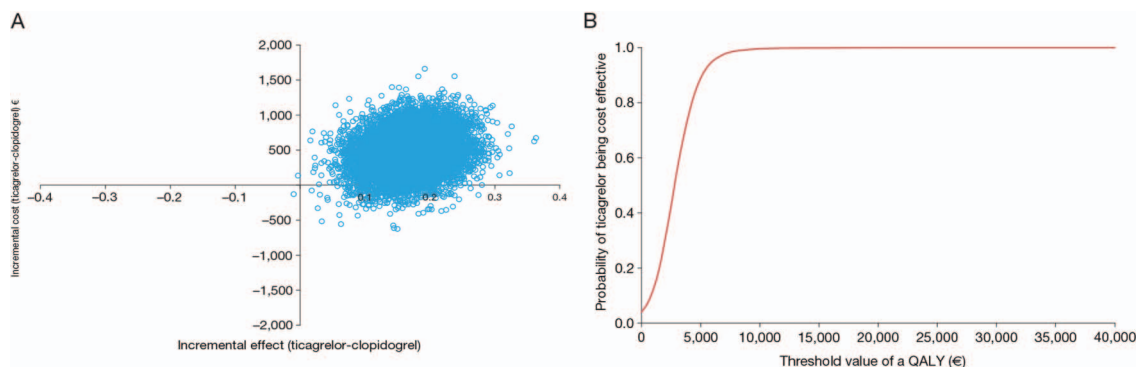 A
Incremental cost (ticagrelor-clopidogrel) €
2,000
1,500
1,000
500
−500
−1,000
−1,500
−2,000
−0.4 −0.3 −0.2 −0.1 0.1 0.2 0.3 0.4
Incremental effect (ticagrelor-clopidogrel)
B
Probability of ticagrelor being cost effective
1.0
0.8
0.6
0.4
0.2
0.0
0 5,000 10,000 15,000 20,000 25,000 30,000 35,000 40,000
Threshold value of a QALY (€)